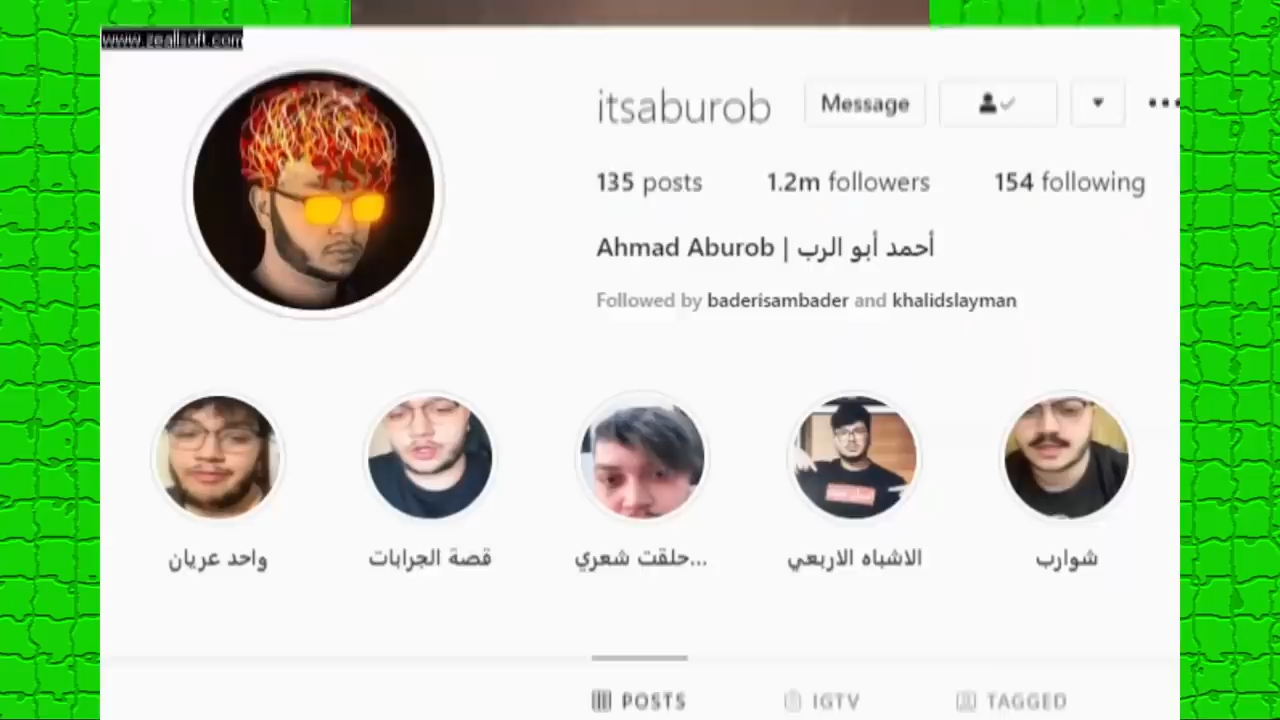 www.zeallsoft.com
itsaburob Message
135 posts 1.2m followers 154 following
Ahmad Aburob | أحمد أبو الرب
Followed by baderisambader and khalidslayman
واحد عريان قصة الجرابات حلقت شعري... الاشباه الاربعي شوارب
POSTS IGTV TAGGED